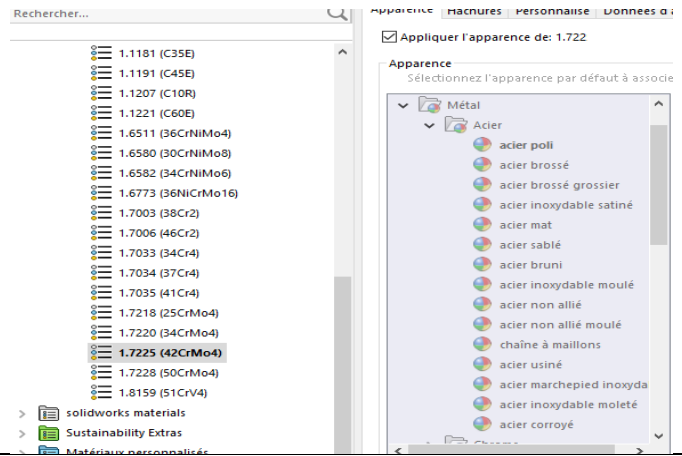 Rechercher...
1.1181 (C35E)
1.1191 (C45E)
1.1207 (C10R)
1.1221 (C60E)
1.6511 (36CrNiMo4)
1.6580 (30CrNiMo8)
1.6582 (34CrNiMo6)
1.6773 (36NiCrMo16)
1.7003 (38Cr2)
1.7006 (46Cr2)
1.7033 (34Cr4)
1.7034 (37Cr4)
1.7035 (41Cr4)
1.7218 (25CrMo4)
1.7220 (34CrMo4)
1.7225 (42CrMo4)
1.7228 (50CrMo4)
1.8159 (51CrV4)
solidworks materials
Sustainability Extras
Matériaux personnalisés
Apparence Hachures Personnalisé Données d'a
Appliquer l'apparence de: 1.722
Apparence
Sélectionnez l'apparence par défaut à associe
Métal
Acier
acier poli
acier brossé
acier brossé grossier
acier inoxydable satiné
acier mat
acier sablé
acier bruni
acier inoxydable moulé
acier non allié
acier non allié moulé
chaîne à maillons
acier usiné
acier marchepied inoxyda
acier inoxydable moleté
acier corroyé
Chrome